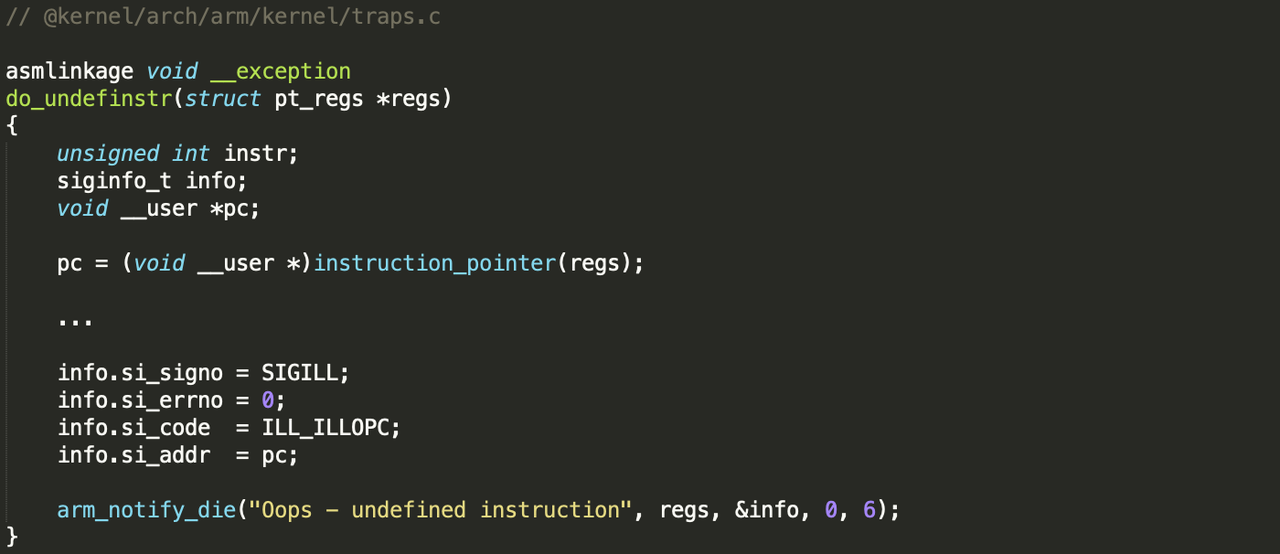 // @kernel/arch/arm/kernel/traps.c
asmlinkage void __exception
do_undefinstr(struct pt_regs *regs)
{
    unsigned int instr;
    siginfo_t info;
    void __user *pc;
    pc = (void __user *)instruction_pointer(regs);
    ...
    info.si_signo = SIGILL;
    info.si_errno = 0;
    info.si_code  = ILL_ILLOPC;
    info.si_addr  = pc;
    arm_notify_die("Oops - undefined instruction", regs, &info, 0, 6);
}